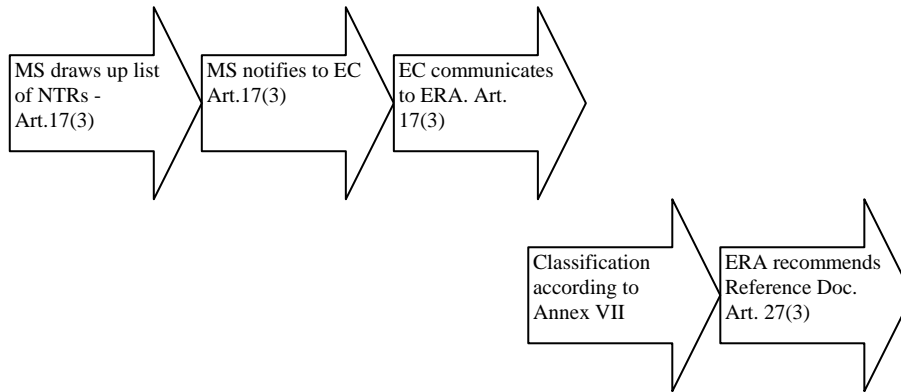 MS draws up list
of NTRs -
Art.17(3)
MS notifies to EC
Art.17(3)
EC communicates
to ERA. Art.
17(3)
Classification
according to
Annex VII
ERA recommends
Reference Doc.
Art. 27(3)